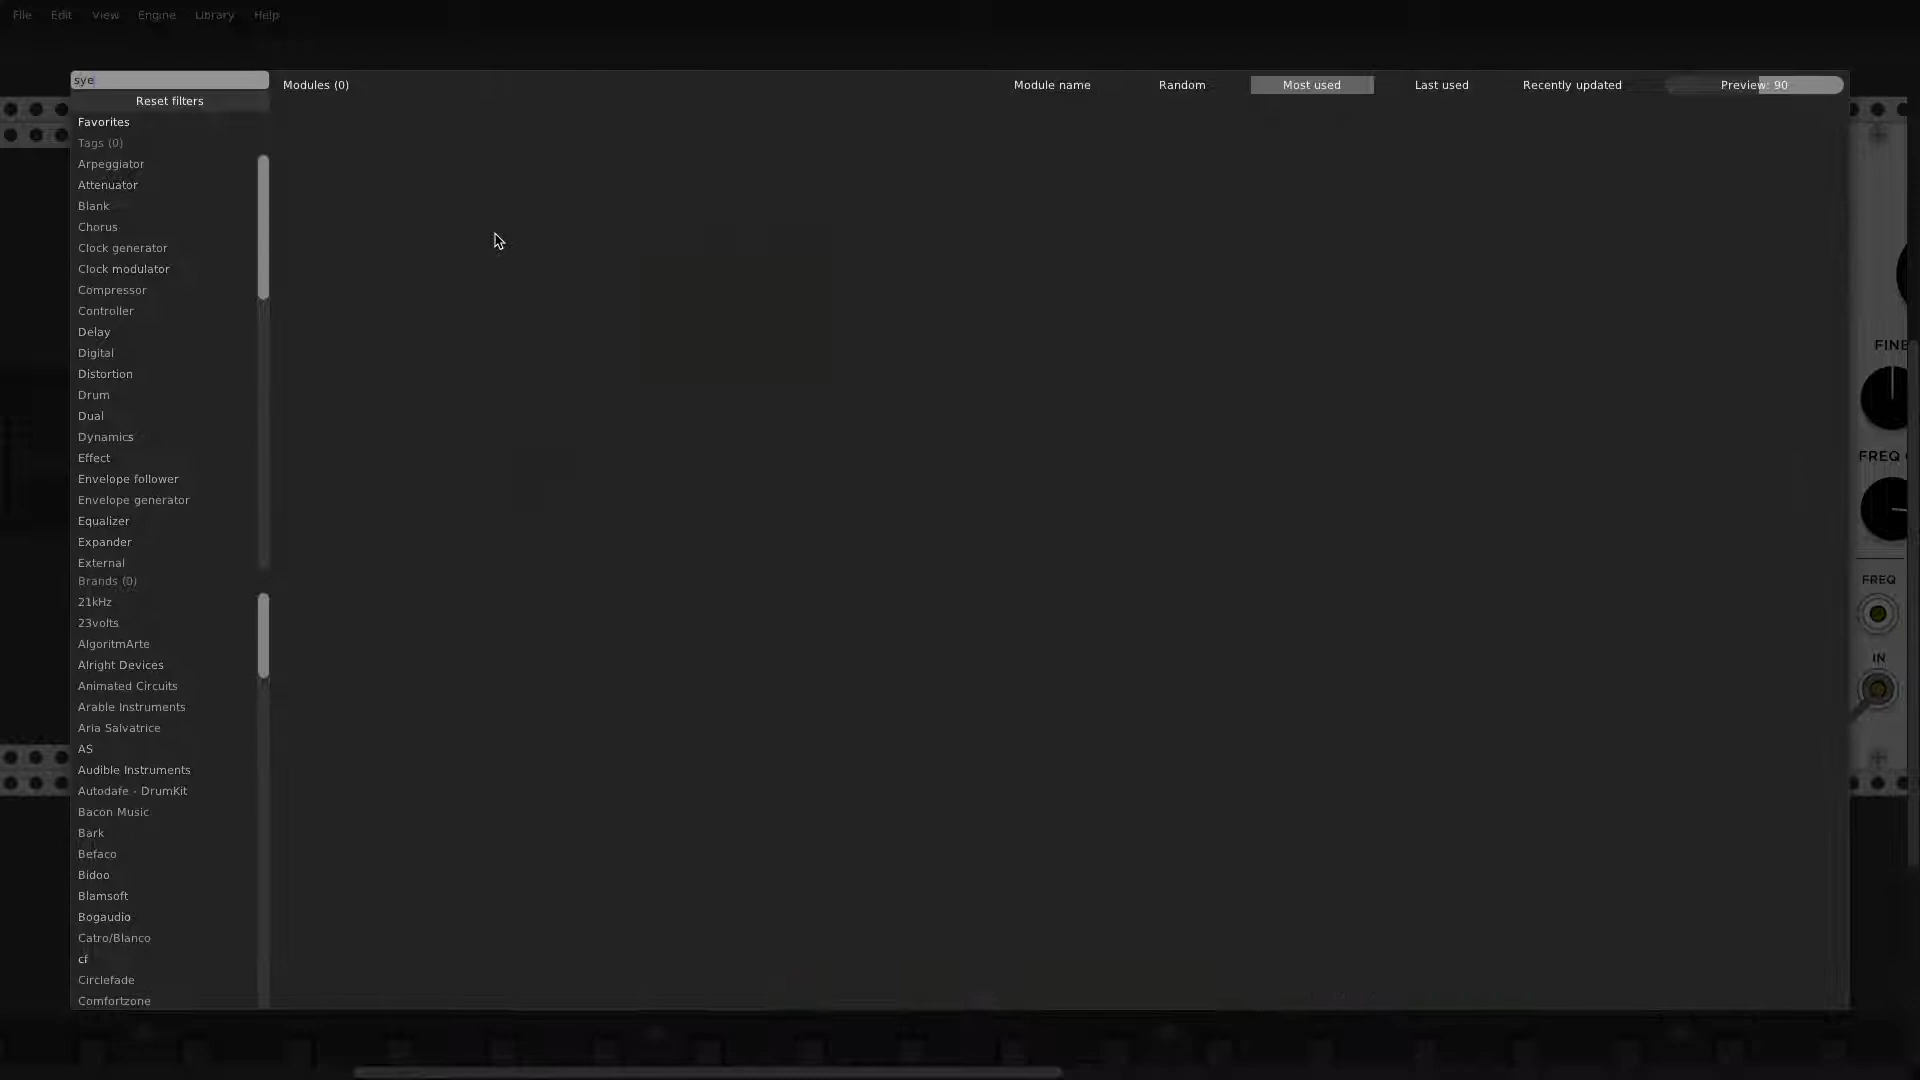 File Edit View Engine Library Help
sye
Modules (0)
Module name
Random
Most used
Last used
Recently updated
Preview: 90
Reset filters
Favorites
Tags (0)
Arpeggiator
Attenuator
Blank
Chorus
Clock generator
Clock modulator
Compressor
Controller
Delay
Digital
Distortion
Drum
Dual
Dynamics
Effect
Envelope follower
Envelope generator
Equalizer
Expander
External
Brands (0)
21kHz
23volts
AlgoritmArte
Alright Devices
Animated Circuits
Arable Instruments
Aria Salvatrice
AS
Audible Instruments
Autodafe - DrumKit
Bacon Music
Bark
Befaco
Bidoo
Blamsoft
Bogaudio
Catro/Blanco
cf
Circlefade
Comfortzone
FINE
FREQ
FREQ
IN